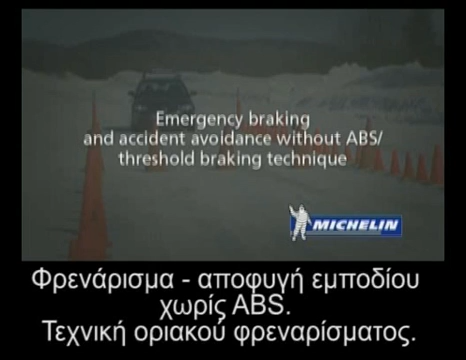 Emergency braking
and accident avoidance without ABS/
threshold braking technique
MICHELIN
Φρενάρισμα - αποφυγή εμποδίου
χωρίς ABS.
Τεχνική οριακού φρεναρίσματος.